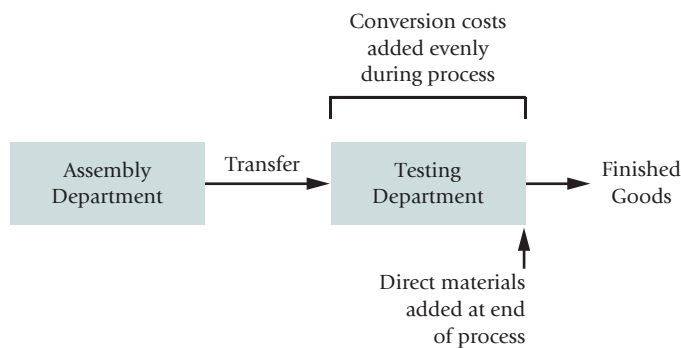 Conversion costs
added evenly
during process
Assembly
Department
Transfer
Testing
Department
Finished
Goods
Direct materials
added at end
of process